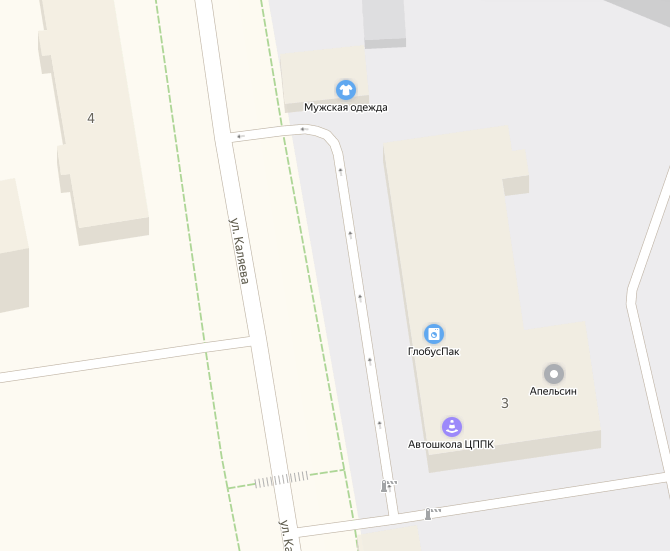 4
Мужская одежда
ул. Каляева
ГлобусПак
Апельсин
3
Автошкола ЦППК
ул. Ка